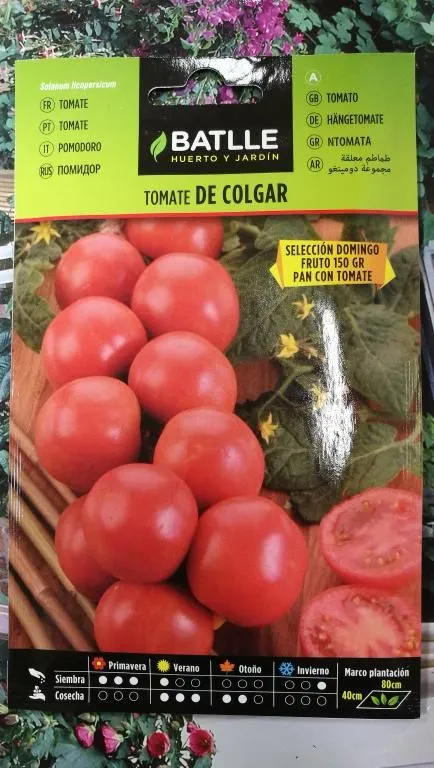 Solanum licopersicum
FR TOMATE
PT TOMATE
IT POMODORO
RUS ПОМИДОР
BATLLE
HUERTO Y JARDÍN
A
GB TOMATO
DE HÄNGETOMATE
GR NTOMATA
AR طماطم معلقة
مجموعة دومينغو
TOMATE DE COLGAR
SELECCIÓN DOMINGO
FRUTO 150 GR
PAN CON TOMATE
Primavera Verano Otoño Invierno
Siembra
Cosecha
Marco plantación
80cm
40cm